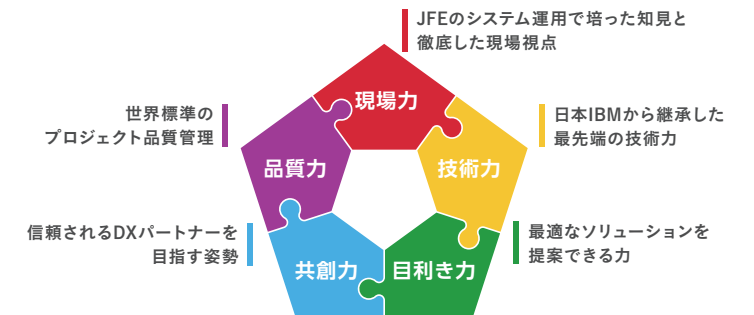 JFEのシステム運用で培った知見と
徹底した現場視点
現場力
世界標準の
プロジェクト品質管理
日本IBMから継承した
最先端の技術力
品質力
技術力
信頼されるDXパートナーを
目指す姿勢
最適なソリューションを
提案できる力
共創力
目利き力